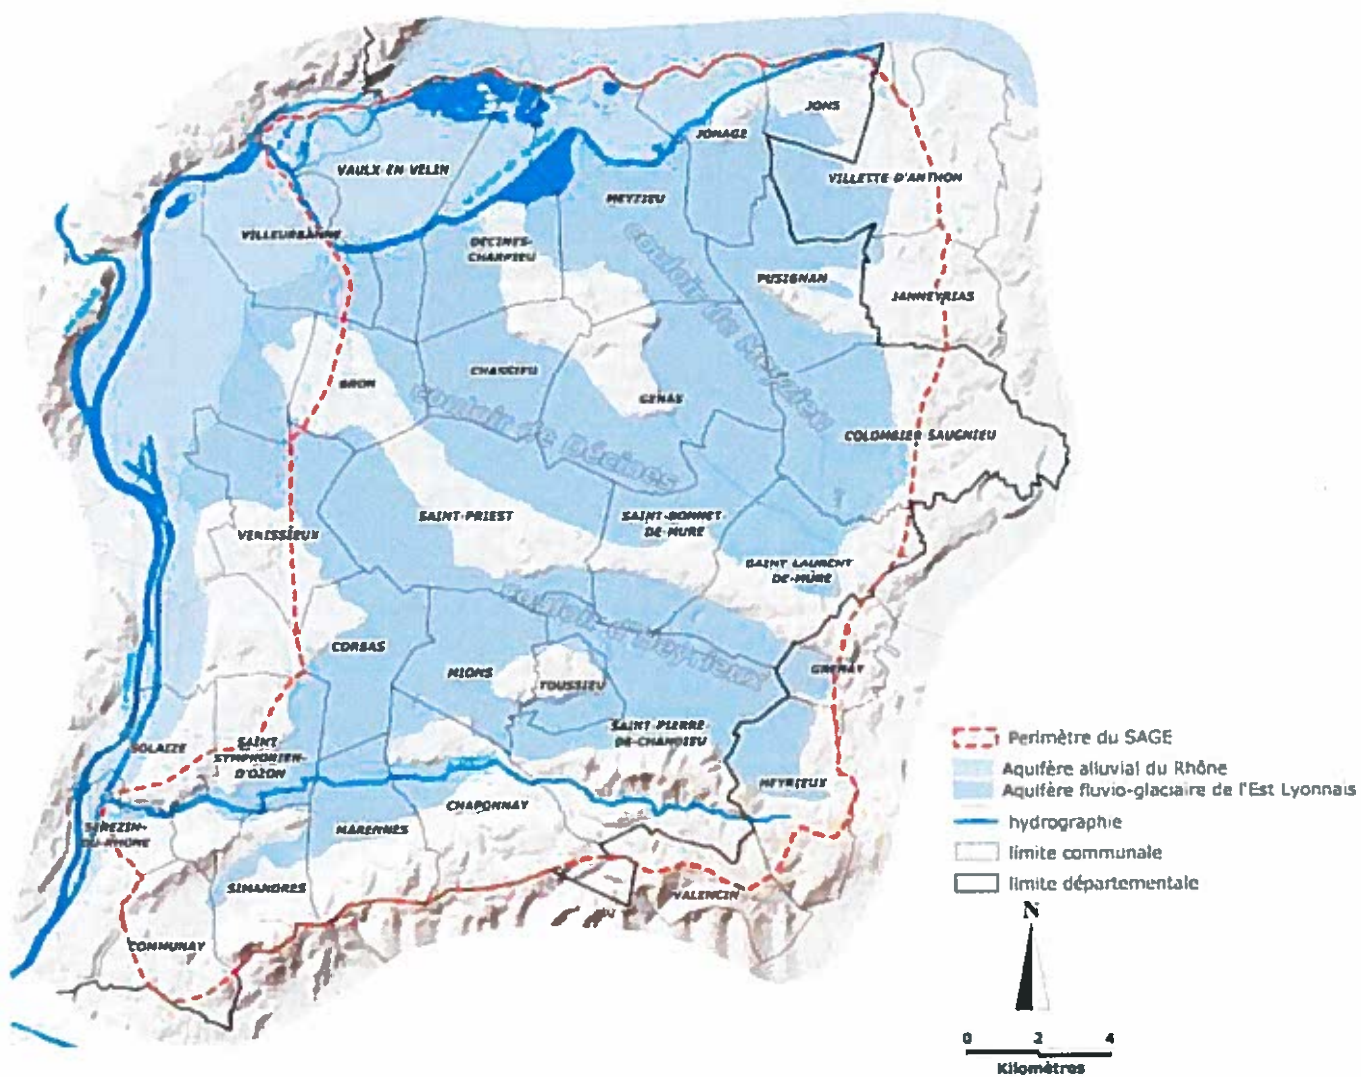 JONS
JONAGE
VAULX-EN-VELIN
VILLETTE-D'ANTHON
MEYZIEU
VILLEURBANNE
DÉCINES-
CHARPIEU
PUSIGNAN
JANNEYRIAS
couloir de Meyzieu
CHASSIEU
BRON
GENAS
couloir de Décines
COLOMBIER SAUGNIEU
SAINT-PRIEST
SAINT-BONNET
DE-MURE
VENISSIEUX
SAINT LAURENT
DE-MÛRE
couloir d'Heyrieux
CORBAS
MIONS
TOUSSIEU
GRENAY
SAINT-PIERRE
DE-CHANDIEU
SOLAIZE
SAINT
SYMPHORIEN-
D'OZON
HEYRIEUX
CHAPONNAY
SEREZIN-
DU-RHÔNE
MARENNES
SIMANDRES
VALENCIN
COMMUNAY
Périmètre du SAGE
Aquifère alluvial du Rhône
Aquifère fluvio-glaciaire de l'Est Lyonnais
hydrographie
limite communale
limite départementale
N
0 2 4
Kilomètres